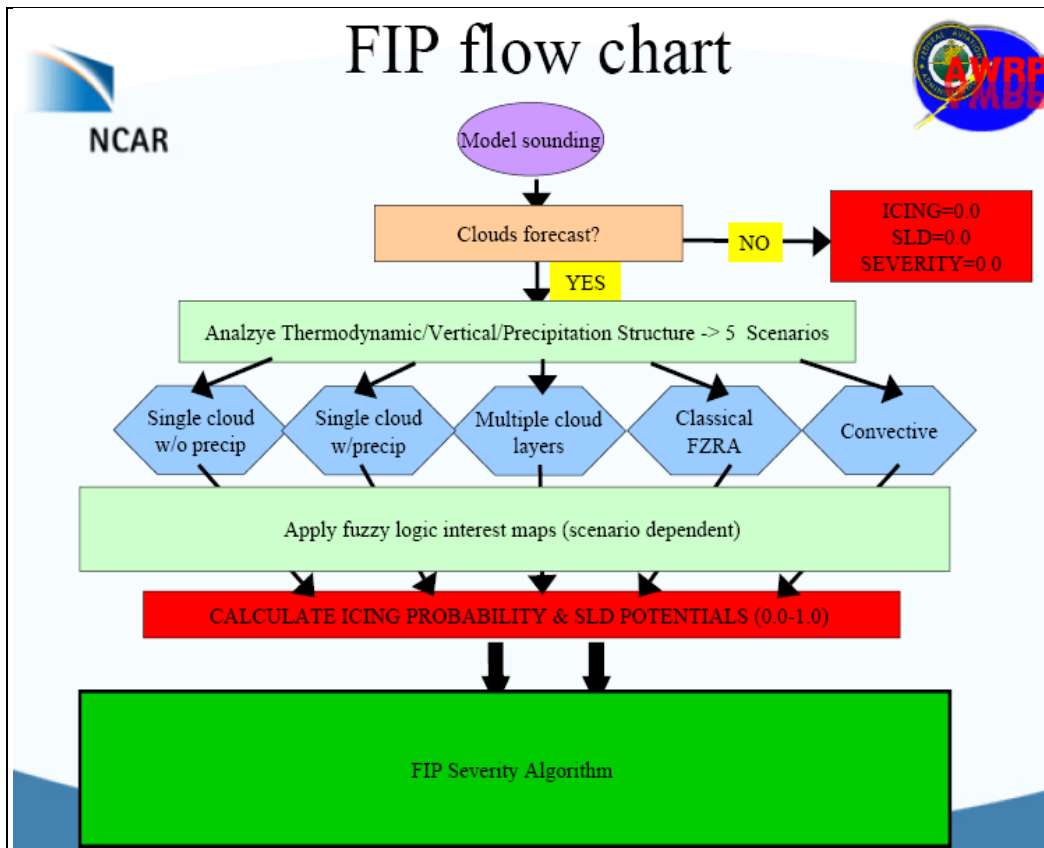 FIP flow chart
NCAR
FEDERAL AVIATION
AWRP
Model sounding
Clouds forecast?
NO
ICING=0.0
SLD=0.0
SEVERITY=0.0
YES
Analzye Thermodynamic/Vertical/Precipitation Structure -> 5 Scenarios
Single cloud
w/o precip
Single cloud
w/precip
Multiple cloud
layers
Classical
FZRA
Convective
Apply fuzzy logic interest maps (scenario dependent)
CALCULATE ICING PROBABILITY & SLD POTENTIALS (0.0-1.0)
FIP Severity Algorithm